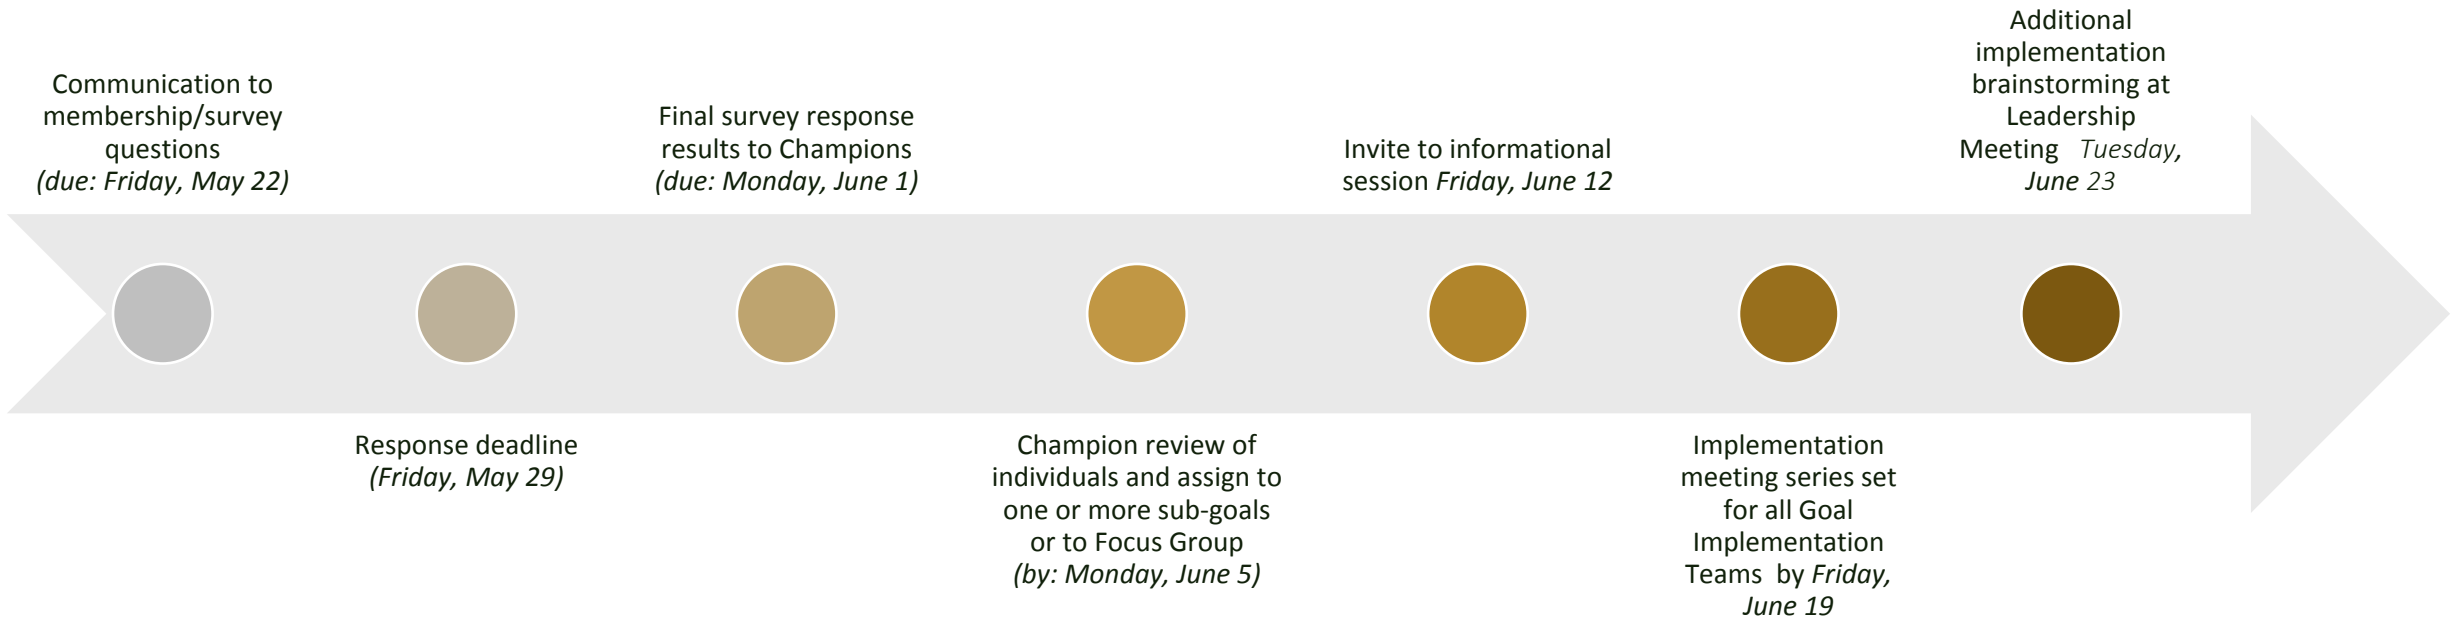 Communication to
membership/survey
questions
(due: Friday, May 22)
Response deadline
(Friday, May 29)
Final survey response
results to Champions
(due: Monday, June 1)
Champion review of
individuals and assign to
one or more sub-goals
or to Focus Group
(by: Monday, June 5)
Invite to informational
session Friday, June 12
Implementation
meeting series set
for all Goal
Implementation
Teams by Friday,
June 19
Additional
implementation
brainstorming at
Leadership
Meeting Tuesday,
June 23